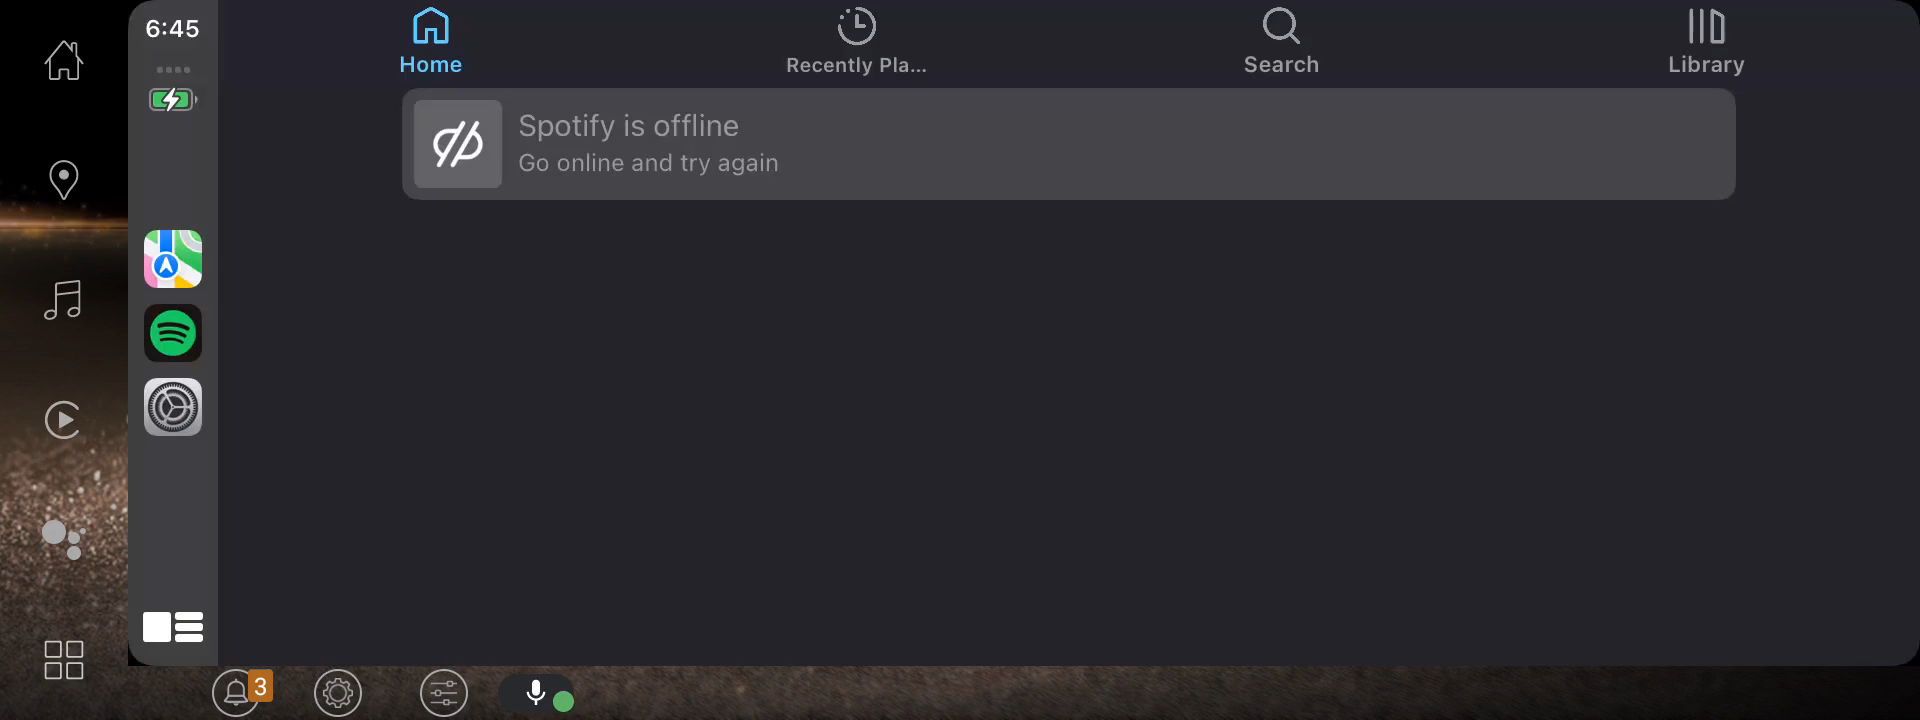 6:45
Home
Recently Pla...
Search
Library
Spotify is offline
Go online and try again
3